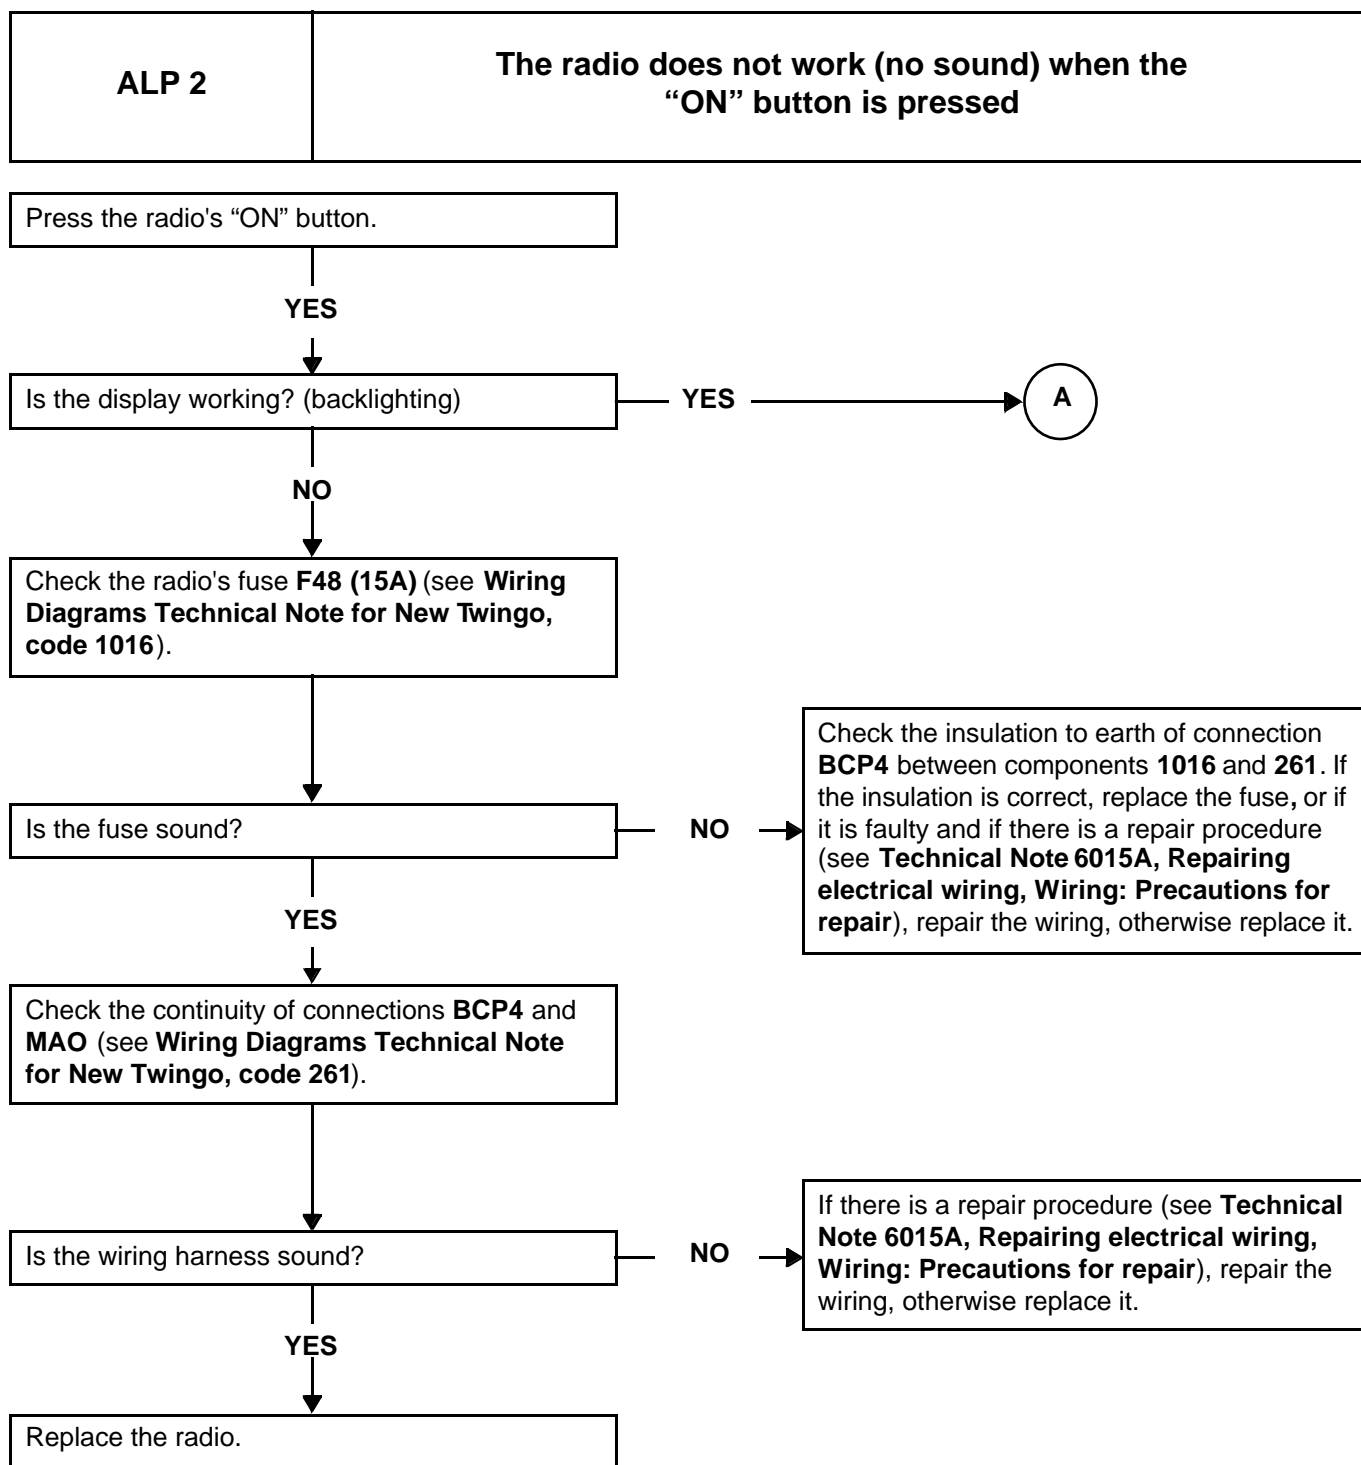 ALP 2
The radio does not work (no sound) when the
“ON” button is pressed
Press the radio's “ON” button.
YES
Is the display working? (backlighting)
YES
A
NO
Check the radio's fuse F48 (15A) (see Wiring
Diagrams Technical Note for New Twingo,
code 1016).
Is the fuse sound?
NO
Check the insulation to earth of connection
BCP4 between components 1016 and 261. If
the insulation is correct, replace the fuse, or if
it is faulty and if there is a repair procedure
(see Technical Note 6015A, Repairing
electrical wiring, Wiring: Precautions for
repair), repair the wiring, otherwise replace it.
YES
Check the continuity of connections BCP4 and
MAO (see Wiring Diagrams Technical Note
for New Twingo, code 261).
Is the wiring harness sound?
NO
If there is a repair procedure (see Technical
Note 6015A, Repairing electrical wiring,
Wiring: Precautions for repair), repair the
wiring, otherwise replace it.
YES
Replace the radio.